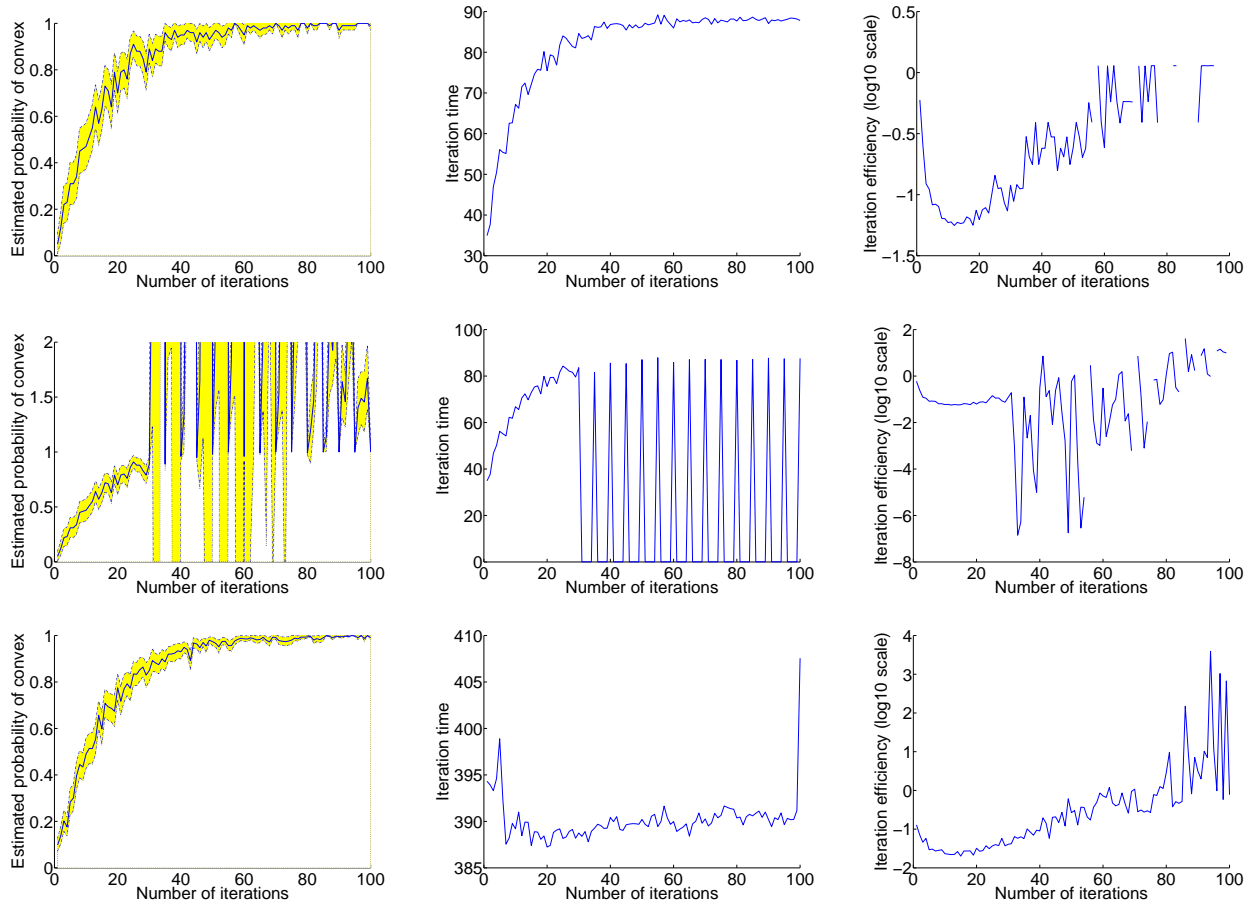 Estimated probability of convex
1
0.8
0.6
0.4
0.2
0
0 20 40 60 80 100
Number of iterations
Iteration time
90
80
70
60
50
40
30
0 20 40 60 80 100
Number of iterations
Iteration efficiency (log10 scale)
0.5
0
−0.5
−1
−1.5
0 20 40 60 80 100
Number of iterations
Estimated probability of convex
2
1.5
1
0.5
0
0 20 40 60 80 100
Number of iterations
Iteration time
100
80
60
40
20
0
0 20 40 60 80 100
Number of iterations
Iteration efficiency (log10 scale)
2
0
−2
−4
−6
−8
0 20 40 60 80 100
Number of iterations
Estimated probability of convex
1
0.8
0.6
0.4
0.2
0
0 20 40 60 80 100
Number of iterations
Iteration time
410
405
400
395
390
385
0 20 40 60 80 100
Number of iterations
Iteration efficiency (log10 scale)
4
3
2
1
0
−1
−2
0 20 40 60 80 100
Number of iterations